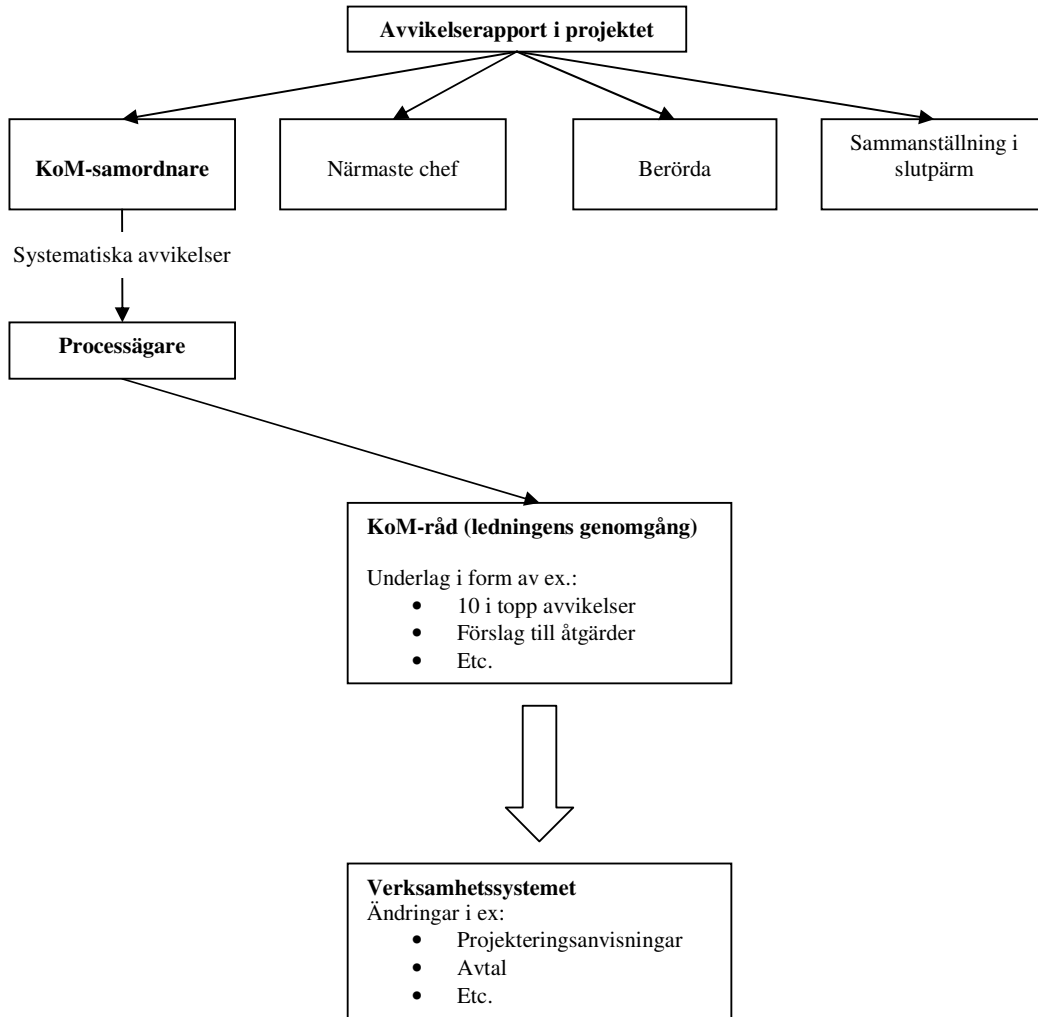 Avvikelserapport i projektet
KoM-samordnare
Närmaste chef
Berörda
Sammanställning i
slutpärm
Systematiska avvikelser
Processägare
KoM-råd (ledningens genomgång)
Underlag i form av ex.:
• 10 i topp avvikelser
• Förslag till åtgärder
• Etc.
Verksamhetssystemet
Ändringar i ex:
• Projekteringsanvisningar
• Avtal
• Etc.